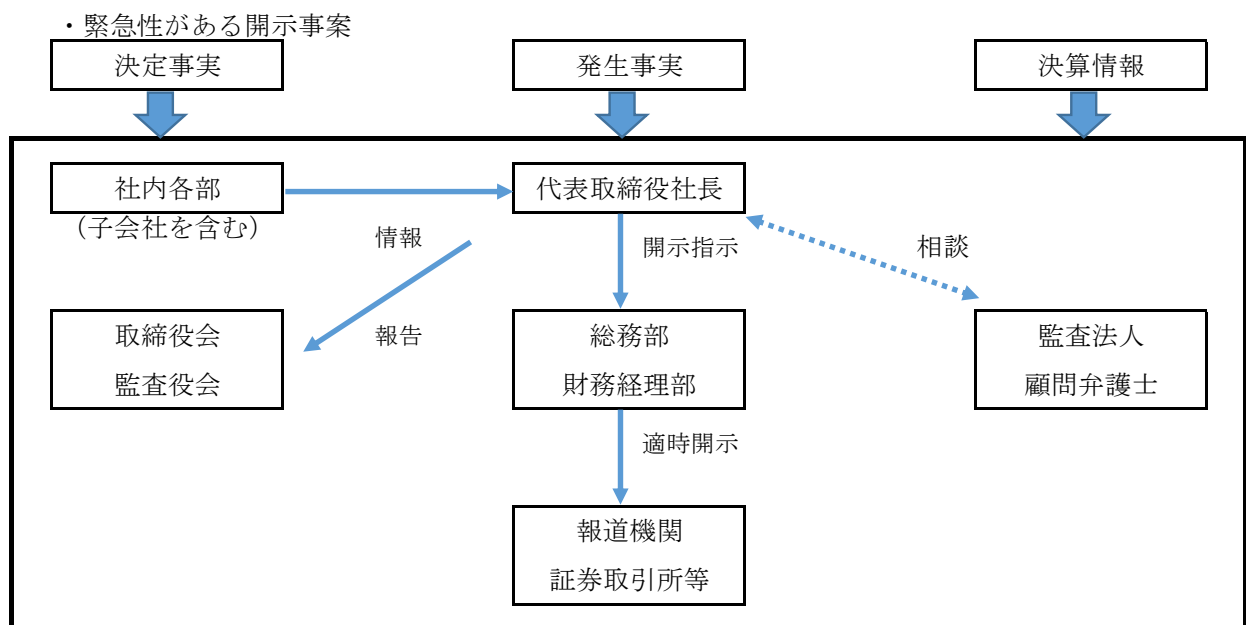 ・緊急性がある開示事案
決定事実
発生事実
決算情報
社内各部
(子会社を含む)
代表取締役社長
情報
開示指示
相談
取締役会
監査役会
報告
総務部
財務経理部
監査法人
顧問弁護士
適時開示
報道機関
証券取引所等